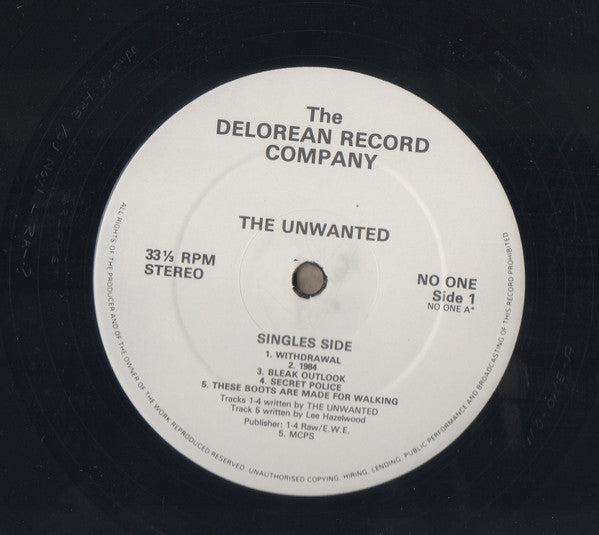 The
DELOREAN RECORD
COMPANY
THE UNWANTED
33⅓ RPM
STEREO
NO ONE
Side 1
NO ONE A*
SINGLES SIDE
1. WITHDRAWAL
2. 1984
3. BLEAK OUTLOOK
4. SECRET POLICE
5. THESE BOOTS ARE MADE FOR WALKING
Tracks 1-4 written by THE UNWANTED
Track 5 written by Lee Hazelwood
Publisher: 1-4 Raw/E.W.E.
5. MCPS
ALL RIGHTS OF THE PRODUCER AND OF THE OWNER OF THE WORK REPRODUCED RESERVED. UNAUTHORISED COPYING, HIRING, LENDING, PUBLIC PERFORMANCE AND BROADCASTING OF THIS RECORD PROHIBITED